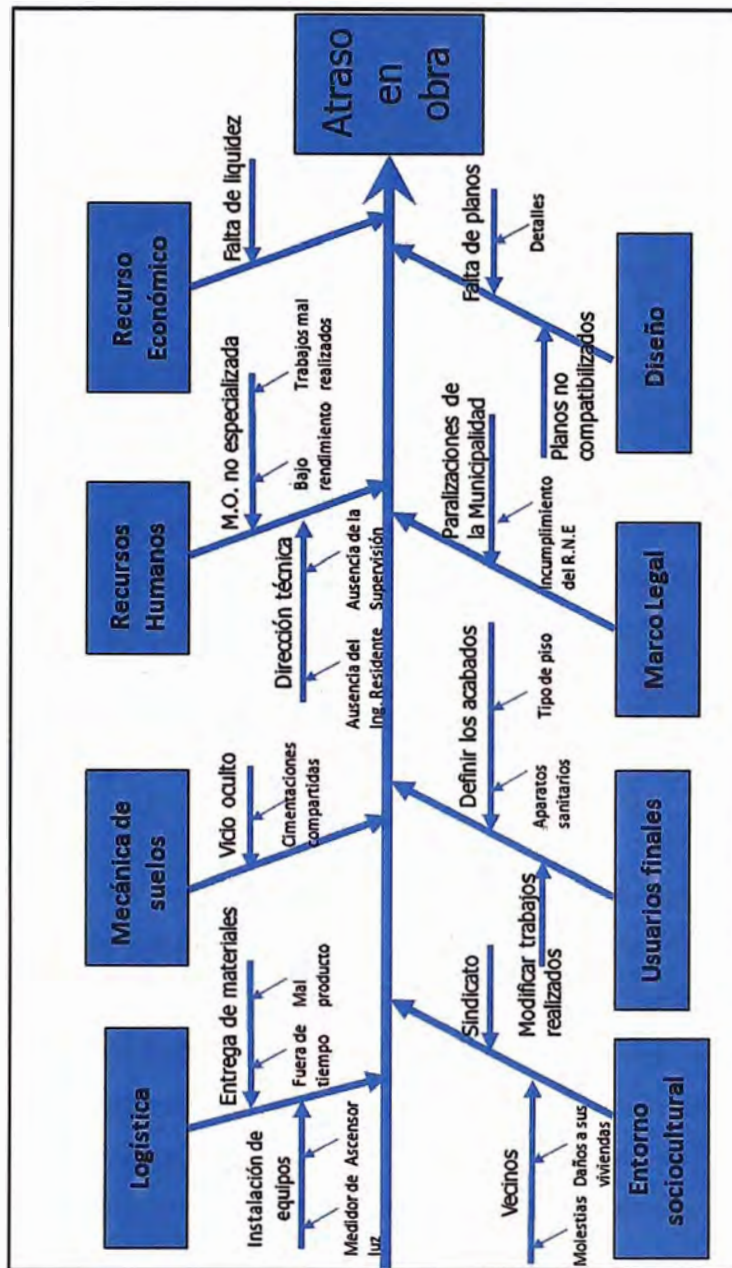 Logística
Mecánica de
suelos
Recursos
Humanos
Recurso
Económico
Entrega de materiales
Fuera de
tiempo
Mal
producto
Instalación de
equipos
Medidor de
luz
Ascensor
Vicio oculto
Cimentaciones
compartidas
M.O. no especializada
Bajo
rendimiento
Trabajos mal
realizados
Dirección técnica
Ausencia del
Ing. Residente
Ausencia de la
Supervisión
Falta de liquidez
Atraso
en
obra
Sindicato
Vecinos
Molestias
Daños a sus
viviendas
Definir los acabados
Aparatos
sanitarios
Tipo de piso
Modificar trabajos
realizados
Paralizaciones de
la Municipalidad
Incumplimiento
del R.N.E
Falta de planos
Detalles
Planos no
compatibilizados
Entorno
sociocultural
Usuarios finales
Marco Legal
Diseño